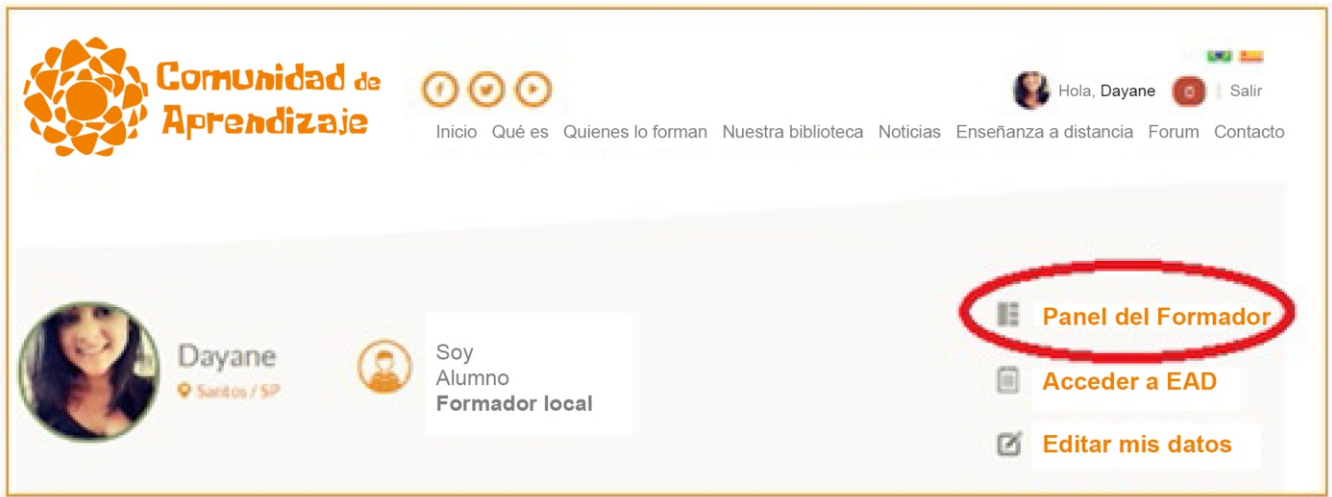 Comunidad de
Aprendizaje
Hola, Dayane | Salir
Inicio Qué es Quienes lo forman Nuestra biblioteca Noticias Enseñanza a distancia Forum Contacto
Dayane
Santos / SP
Soy
Alumno
Formador local
Panel del Formador
Acceder a EAD
Editar mis datos